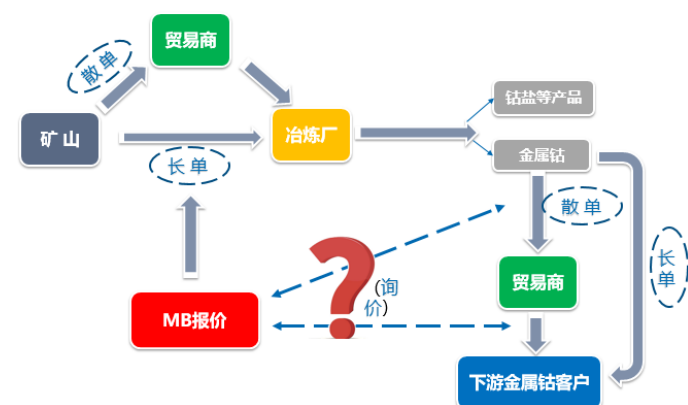 贸易商
散单
钴盐等产品
矿山
冶炼厂
长单
金属钴
散单
长单
贸易商
(询
价)
MB报价
下游金属钴客户